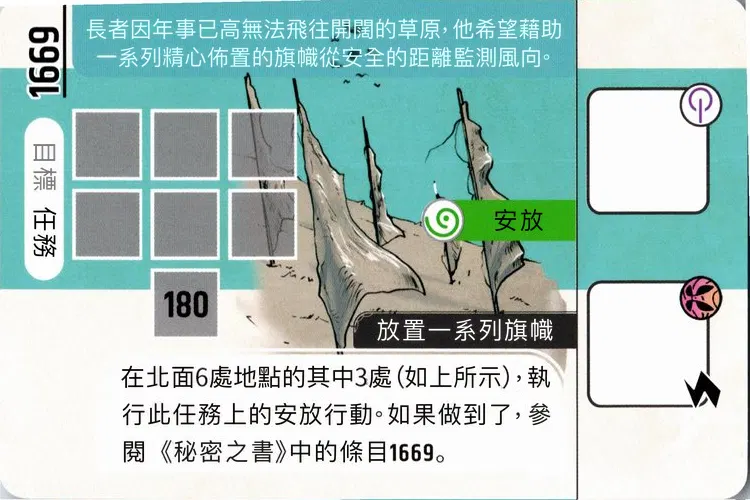 1669
長者因年事已高無法飛往開闊的草原，他希望藉助
一系列精心佈置的旗幟從安全的距離監測風向。
目標 任務
安放
180
放置一系列旗幟
在北面6處地點的其中3處（如上所示），執
行此任務上的安放行動。如果做到了，參
閱《秘密之書》中的條目1669。